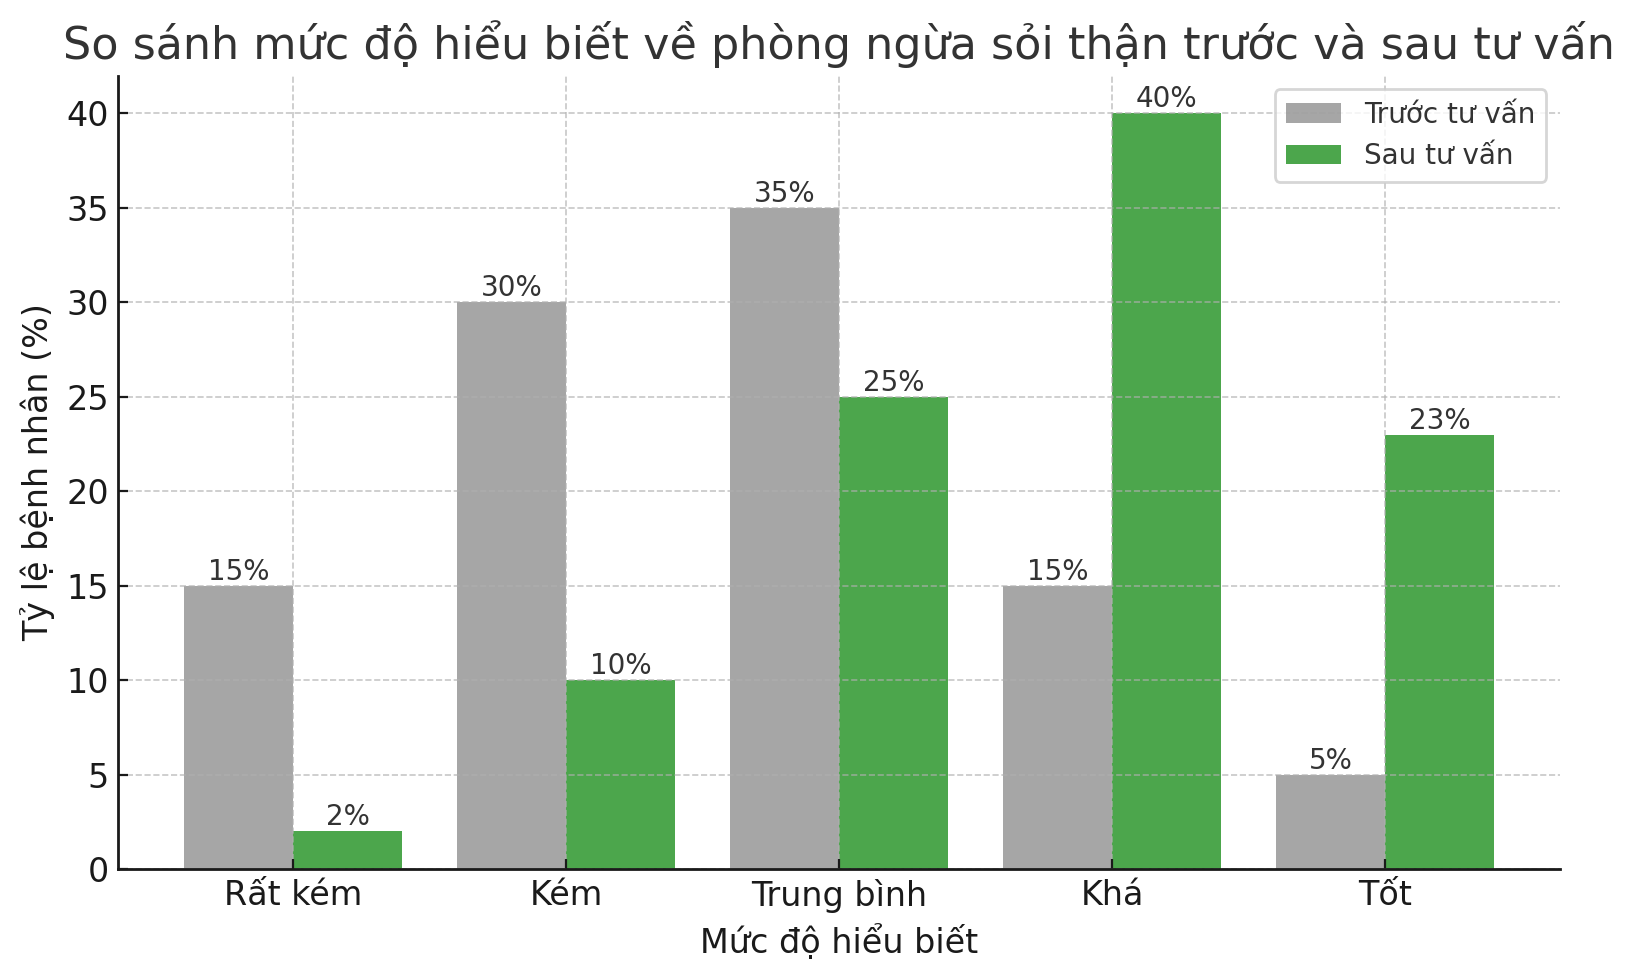 So sánh mức độ hiểu biết về phòng ngừa sỏi thận trước và sau tư vấn
Trước tư vấn
Sau tư vấn
Tỷ lệ bệnh nhân (%)
40
35
30
25
20
15
10
5
0
15%
2%
30%
10%
35%
25%
15%
40%
5%
23%
Rất kém
Kém
Trung bình
Khá
Tốt
Mức độ hiểu biết